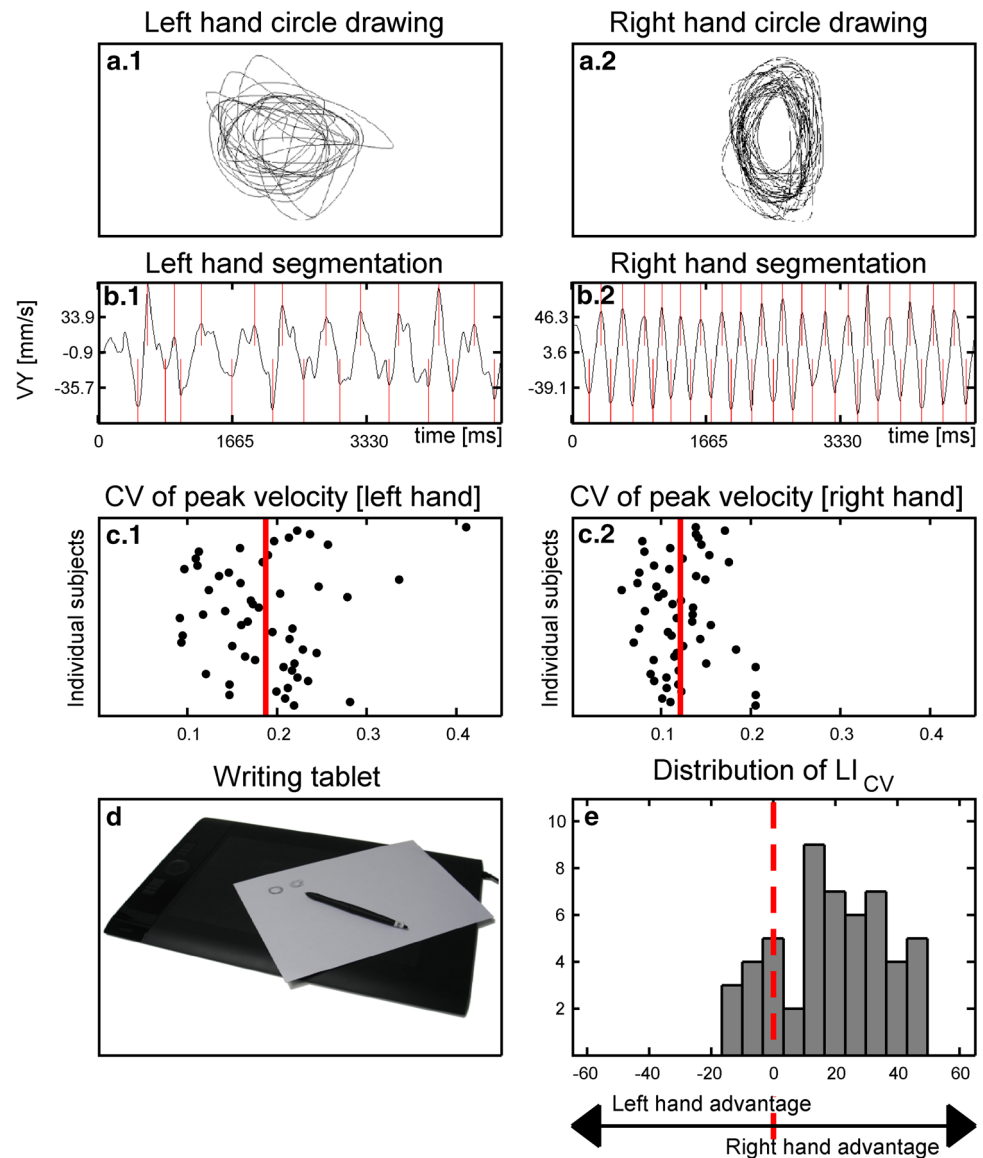 Left hand circle drawing
Right hand circle drawing
a.1
a.2
Left hand segmentation
Right hand segmentation
b.1
b.2
VY [mm/s]
33.9
-0.9
-35.7
46.3
3.6
-39.1
0
1665
3330
time [ms]
0
1665
3330
time [ms]
CV of peak velocity [left hand]
CV of peak velocity [right hand]
c.1
c.2
Individual subjects
Individual subjects
0.1
0.2
0.3
0.4
0.1
0.2
0.3
0.4
Writing tablet
Distribution of LI CV
d
e
10
8
6
4
2
-60
-40
-20
0
20
40
60
Left hand advantage
Right hand advantage